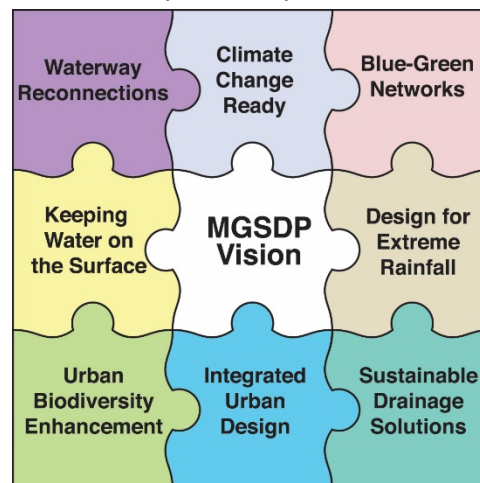 Waterway
Reconnections
Climate
Change
Ready
Blue-Green
Networks
Keeping
Water on
the Surface
MGSDP
Vision
Design for
Extreme
Rainfall
Urban
Biodiversity
Enhancement
Integrated
Urban
Design
Sustainable
Drainage
Solutions